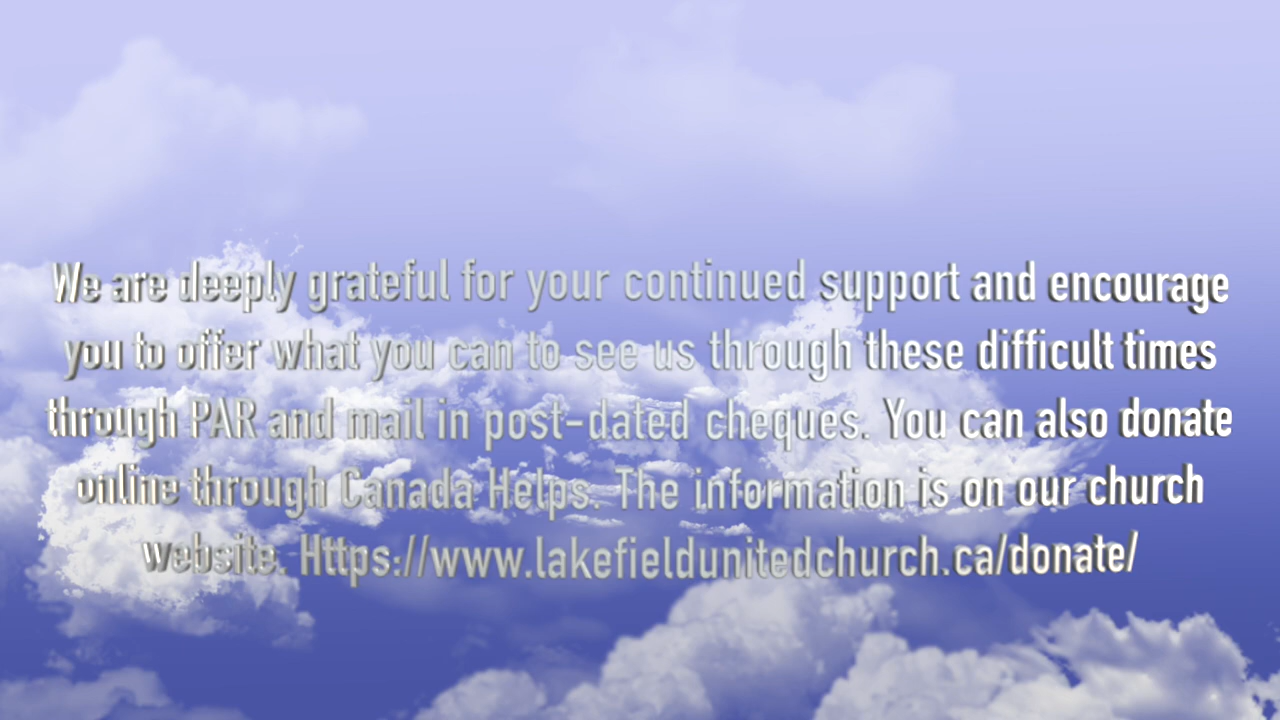 We are deeply grateful for your continued support and encourage
you to offer what you can to see us through these difficult times
through PAR and mail in post-dated cheques. You can also donate
online through Canada Helps. The information is on our church
website. Https://www.lakefieldunitedchurch.ca/donate/